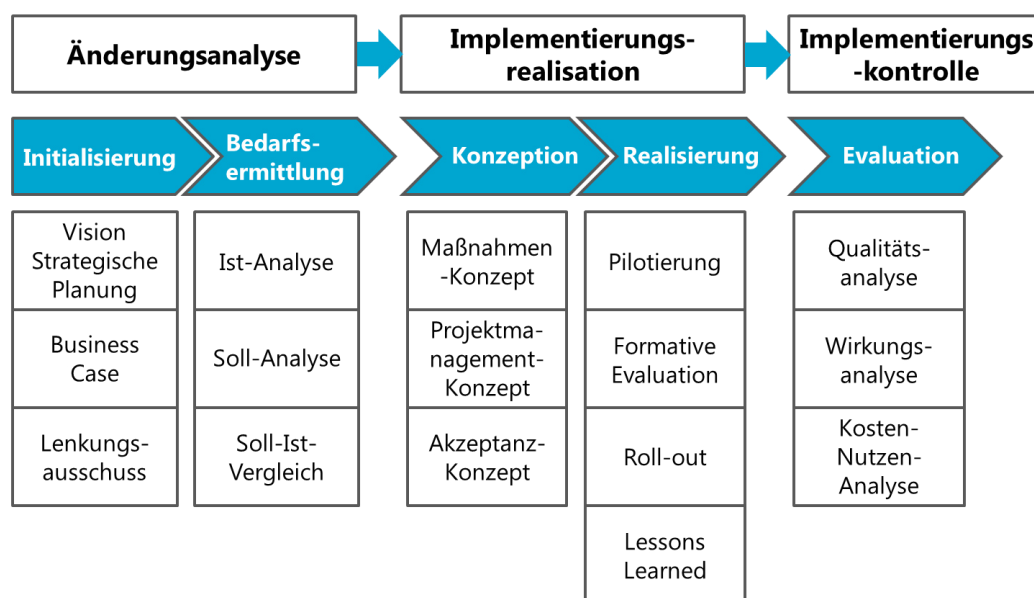 Änderungsanalyse
Implementierungs-
realisation
Implementierungs
-kontrolle
Initialisierung
Bedarfs-
ermittlung
Konzeption
Realisierung
Evaluation
Vision
Strategische
Planung
Business
Case
Lenkungs-
ausschuss
Ist-Analyse
Soll-Analyse
Soll-Ist-
Vergleich
Maßnahmen
-Konzept
Projektma-
nagement-
Konzept
Akzeptanz-
Konzept
Pilotierung
Formative
Evaluation
Roll-out
Lessons
Learned
Qualitäts-
analyse
Wirkungs-
analyse
Kosten-
Nutzen-
Analyse